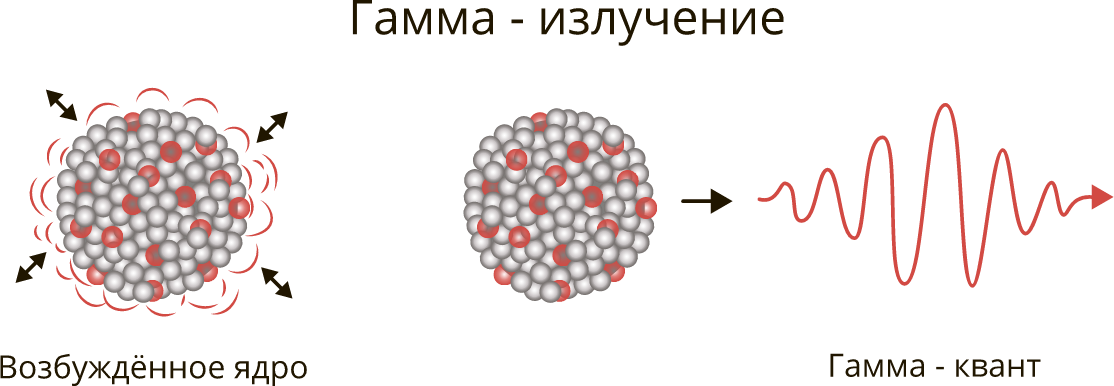 Гамма - излучение
Возбуждённое ядро
Гамма - квант